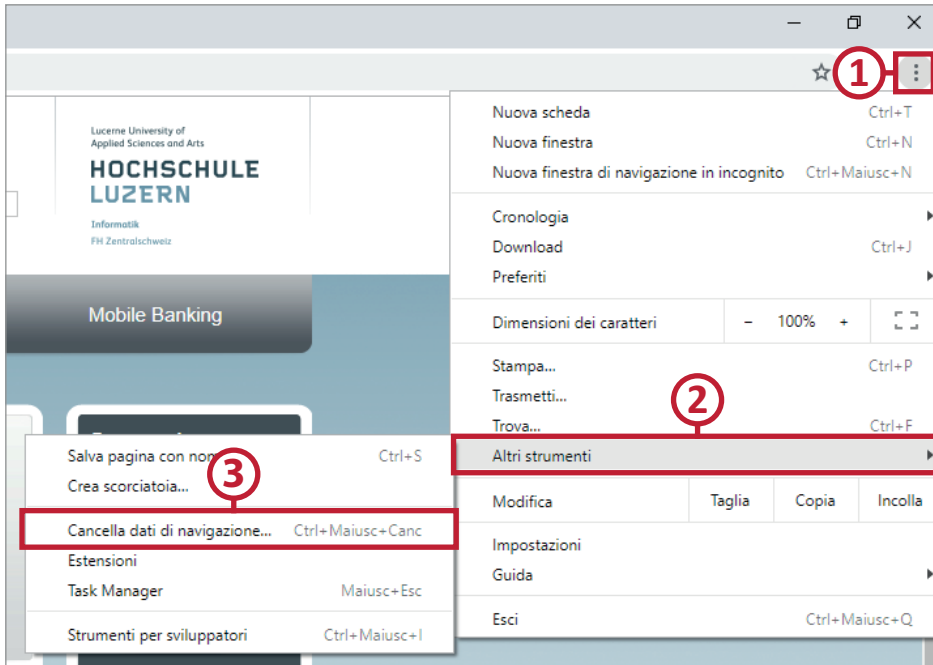 1
Lucerne University of
Applied Sciences and Arts
HOCHSCHULE
LUZERN
Informatik
FH Zentralschweiz
Mobile Banking
Nuova scheda Ctrl+T
Nuova finestra Ctrl+N
Nuova finestra di navigazione in incognito Ctrl+Maiusc+N
Cronologia
Download Ctrl+J
Preferiti
Dimensioni dei caratteri - 100% +
Stampa... Ctrl+P
Trasmetti...
2
Trova... Ctrl+F
Altri strumenti
Modifica Taglia Copia Incolla
Impostazioni
Guida
Esci Ctrl+Maiusc+Q
Salva pagina con Ctrl+S
3
Crea scorciatoia...
Cancella dati di navigazione... Ctrl+Maiusc+Canc
Estensioni
Task Manager Maiusc+Esc
Strumenti per sviluppatori Ctrl+Maiusc+I